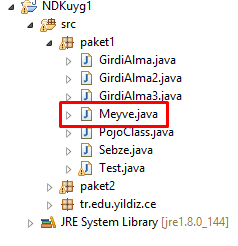 NDKuyg1
src
paket1
GirdiAlma.java
GirdiAlma2.java
GirdiAlma3.java
Meyve.java
PojoClass.java
Sebze.java
Test.java
paket2
tr.edu.yildiz.ce
JRE System Library [jre1.8.0_144]